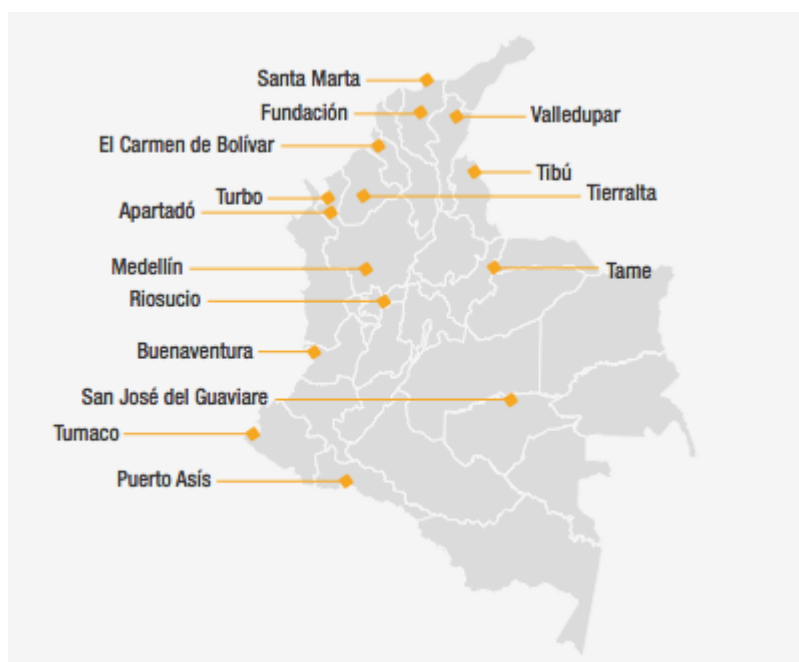 Santa Marta
Fundación
Valledupar
El Carmen de Bolívar
Tibú
Turbo
Tierralta
Apartadó
Medellín
Tame
Riosucio
Buenaventura
San José del Guaviare
Tumaco
Puerto Asís